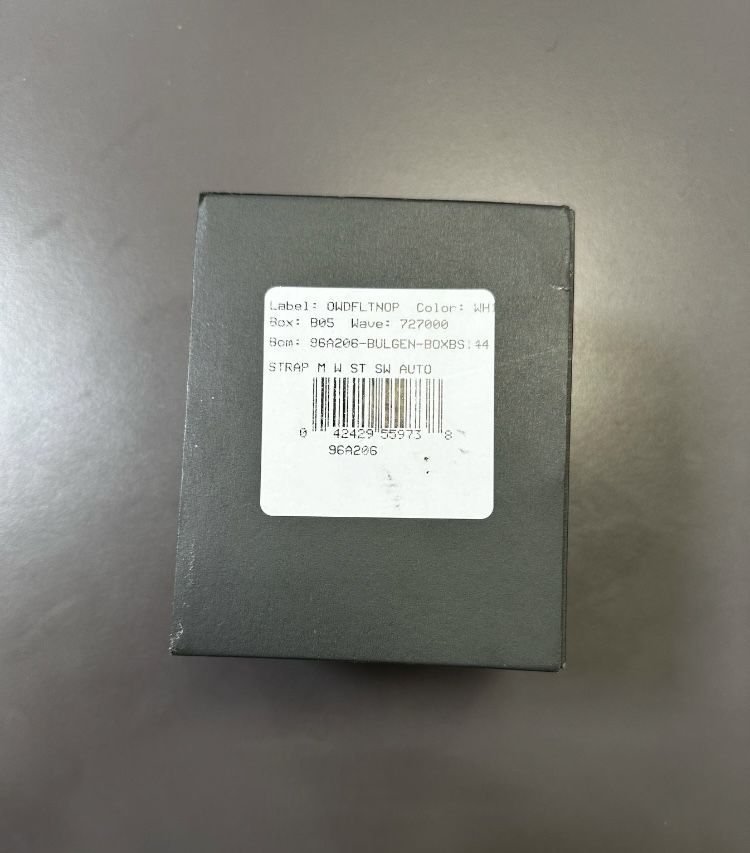 Label: OWDFLTNOP Color: WH
Box: B05 Wave: 727000
Bom: 96A206-BULGEN-BOXBS 44
STRAP M W ST SW AUTO
0 42429 55973 8
96A206